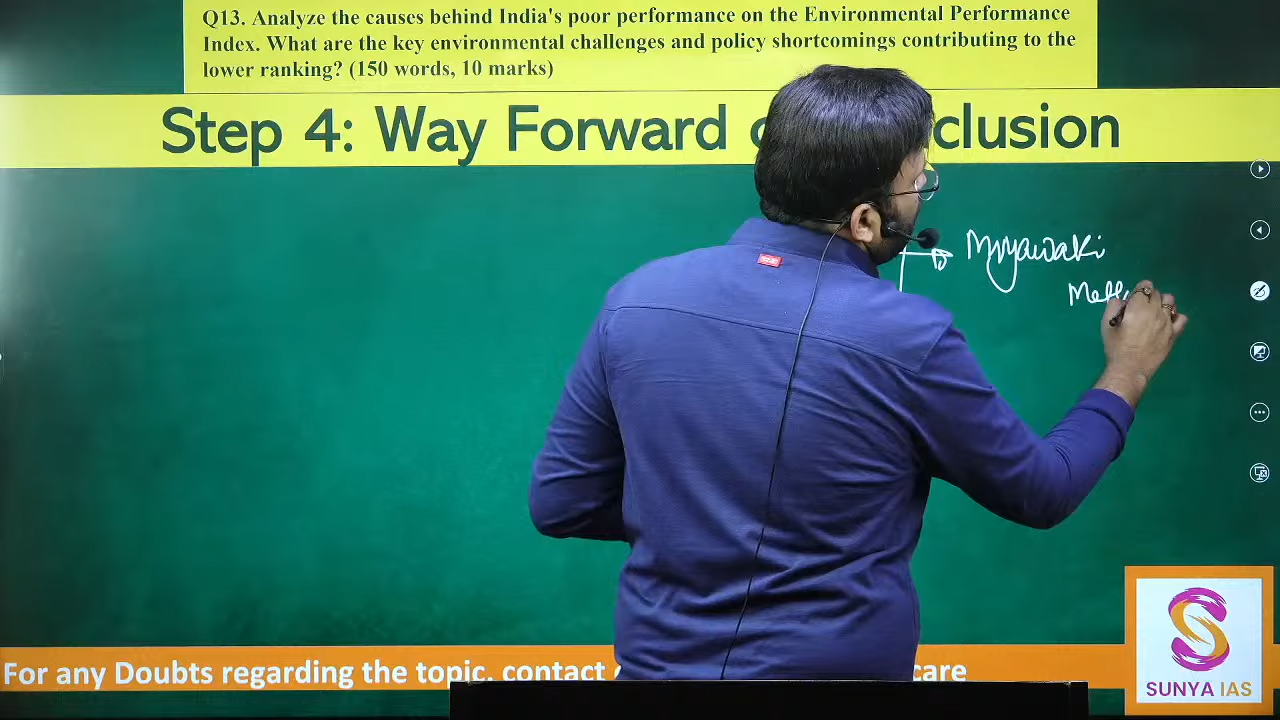 Q13. Analyze the causes behind India's poor performance on the Environmental Performance
Index. What are the key environmental challenges and policy shortcomings contributing to the
lower ranking? (150 words, 10 marks)
Step 4: Way Forward clusion
Miyawaki
For any Doubts regarding the topic, contact care
SUNYA IAS